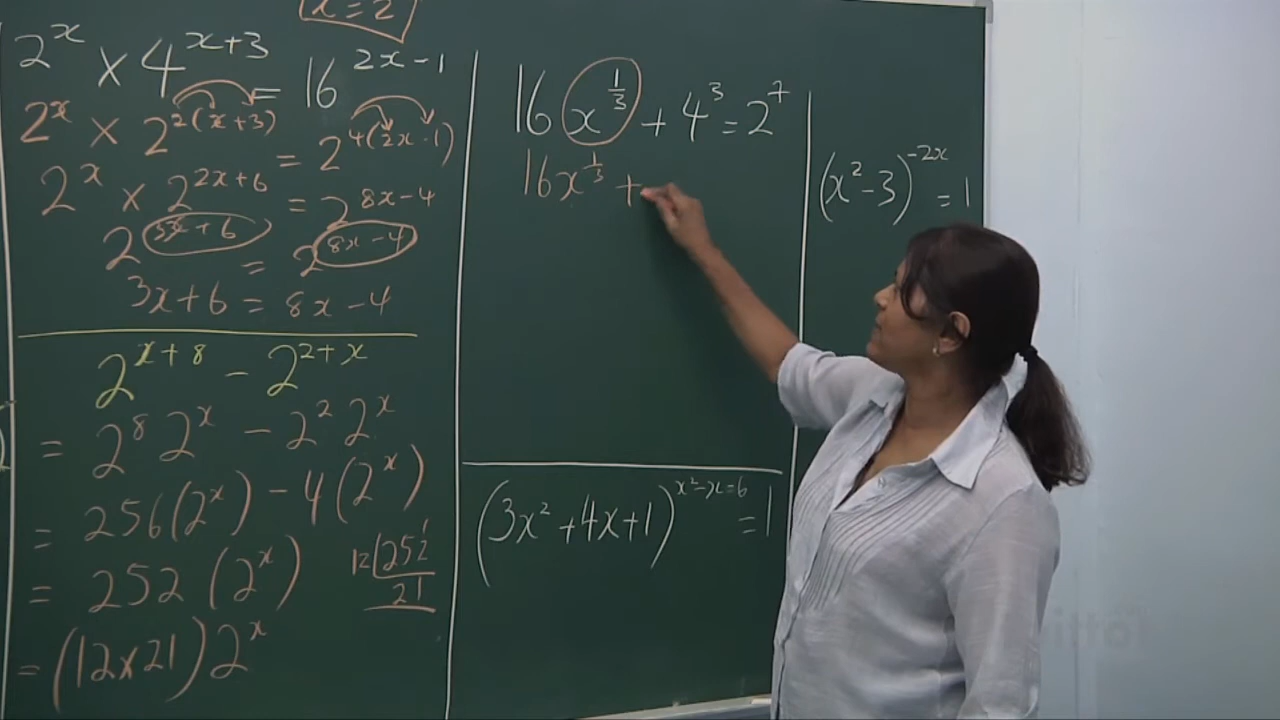 x = 2
2^x × 4^(x+3) = 16^(2x-1)
2^x × 2^(2(x+3)) = 2^(4(2x-1))
2^x × 2^(2x+6) = 2^(8x-4)
2^(3x+6) = 2^(8x-4)
3x+6 = 8x-4
2^(x+8) - 2^(2+x)
= 2^8 2^x - 2^2 2^x
= 256(2^x) - 4(2^x)
= 252 (2^x)
12 252
21
= (12x21) 2^x
16 x^(1/3) + 4^3 = 2^7
16x^(1/3) +
(3x^2 + 4x + 1)^(x^2-x=6) = 1
(x^2 - 3)^(-2x) = 1